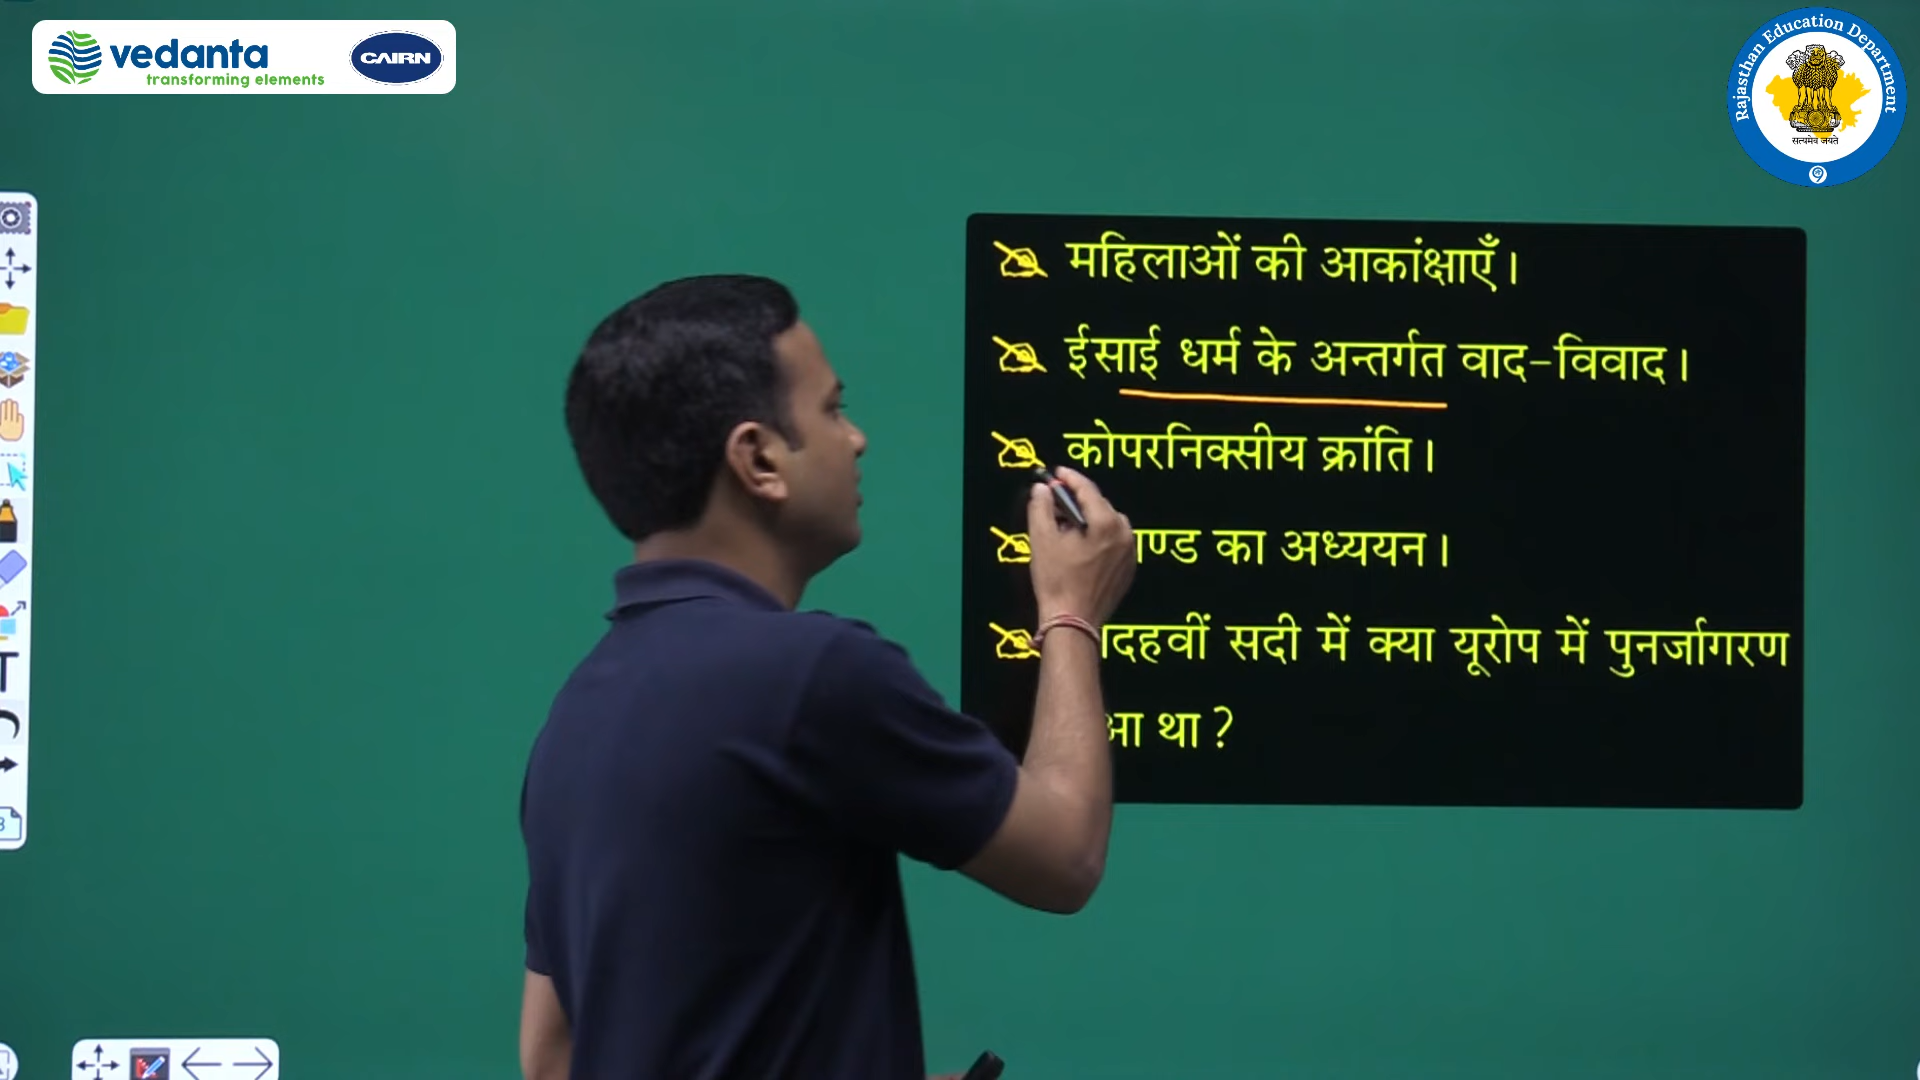 vedanta
transforming elements
CAIRN
Rajasthan Education Department
सत्यमेव जयते
महिलाओं की आकांक्षाएँ।
ईसाई धर्म के अन्तर्गत वाद-विवाद।
कोपरनिक्सीय क्रांति।
का अध्ययन।
सदी में क्या यूरोप में पुनर्जागरण
था ?